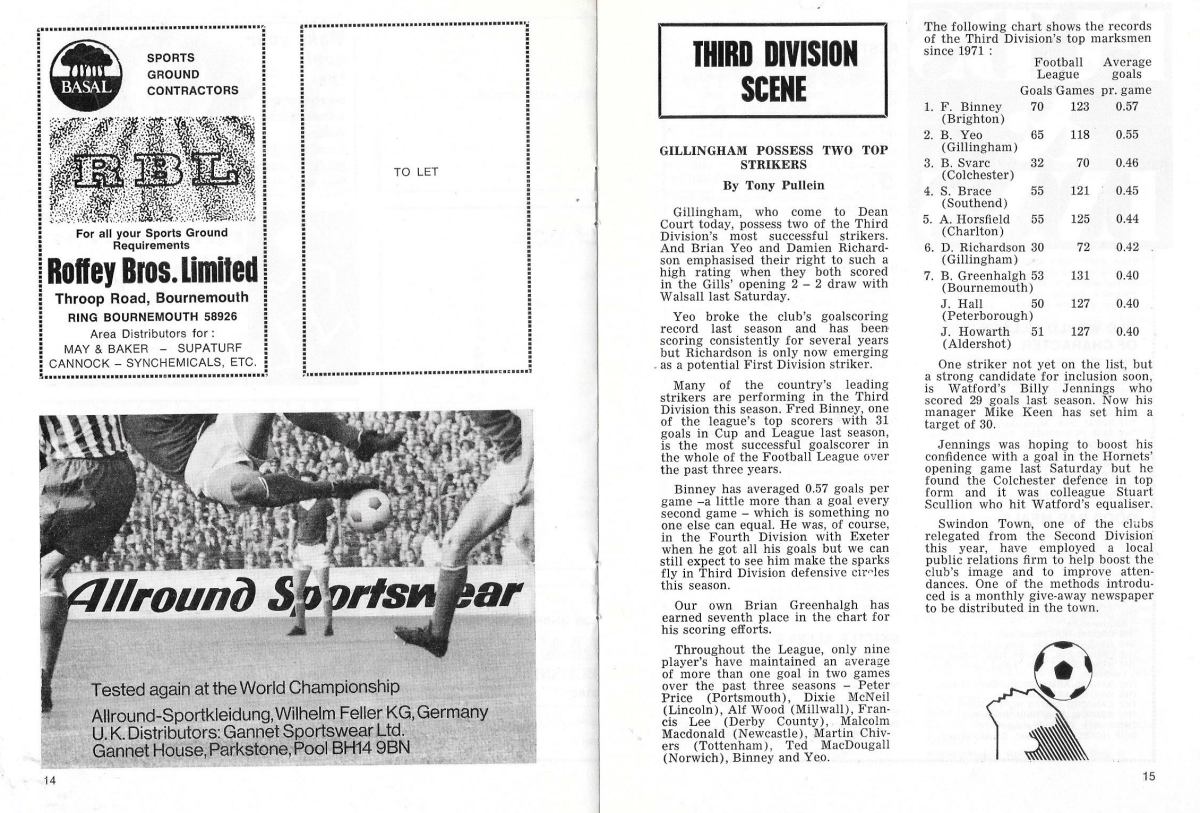 BASAL
SPORTS
GROUND
CONTRACTORS
RBL
For all your Sports Ground
Requirements
Roffey Bros. Limited
Throop Road, Bournemouth
RING BOURNEMOUTH 58926
Area Distributors for :
MAY & BAKER – SUPATURF
CANNOCK – SYNCHEMICALS, ETC.
TO LET
Allround Sportswear
Tested again at the World Championship
Allround-Sportkleidung, Wilhelm Feller KG, Germany
U.K. Distributors: Gannet Sportswear Ltd.
Gannet House, Parkstone, Pool BH14 9BN
14
THIRD DIVISION
SCENE
GILLINGHAM POSSESS TWO TOP
STRIKERS
By Tony Pullein
Gillingham, who come to Dean
Court today, possess two of the Third
Division's most successful strikers.
And Brian Yeo and Damien Richard-
son emphasised their right to such a
high rating when they both scored
in the Gills' opening 2 – 2 draw with
Walsall last Saturday.
Yeo broke the club's goalscoring
record last season and has been
scoring consistently for several years
but Richardson is only now emerging
as a potential First Division striker.
Many of the country's leading
strikers are performing in the Third
Division this season. Fred Binney, one
of the league's top scorers with 31
goals in Cup and League last season,
is the most successful goalscorer in
the whole of the Football League over
the past three years.
Binney has averaged 0.57 goals per
game –a little more than a goal every
second game – which is something no
one else can equal. He was, of course,
in the Fourth Division with Exeter
when he got all his goals but we can
still expect to see him make the sparks
fly in Third Division defensive circles
this season.
Our own Brian Greenhalgh has
earned seventh place in the chart for
his scoring efforts.
Throughout the League, only nine
player's have maintained an average
of more than one goal in two games
over the past three seasons – Peter
Price (Portsmouth), Dixie McNeil
(Lincoln), Alf Wood (Millwall), Fran-
cis Lee (Derby County), Malcolm
Macdonald (Newcastle), Martin Chiv-
ers (Tottenham), Ted MacDougall
(Norwich), Binney and Yeo.
The following chart shows the records
of the Third Division's top marksmen
since 1971 :
Football Average
League goals
Goals Games pr. game
1. F. Binney 70 123 0.57
(Brighton)
2. B. Yeo 65 118 0.55
(Gillingham)
3. B. Svarc 32 70 0.46
(Colchester)
4. S. Brace 55 121 0.45
(Southend)
5. A. Horsfield 55 125 0.44
(Charlton)
6. D. Richardson 30 72 0.42
(Gillingham)
7. B. Greenhalgh 53 131 0.40
(Bournemouth)
J. Hall 50 127 0.40
(Peterborough)
J. Howarth 51 127 0.40
(Aldershot)
One striker not yet on the list, but
a strong candidate for inclusion soon,
is Watford's Billy Jennings who
scored 29 goals last season. Now his
manager Mike Keen has set him a
target of 30.
Jennings was hoping to boost his
confidence with a goal in the Hornets'
opening game last Saturday but he
found the Colchester defence in top
form and it was colleague Stuart
Scullion who hit Watford's equaliser.
Swindon Town, one of the clubs
relegated from the Second Division
this year, have employed a local
public relations firm to help boost the
club's image and to improve atten-
dances. One of the methods introdu-
ced is a monthly give-away newspaper
to be distributed in the town.
15